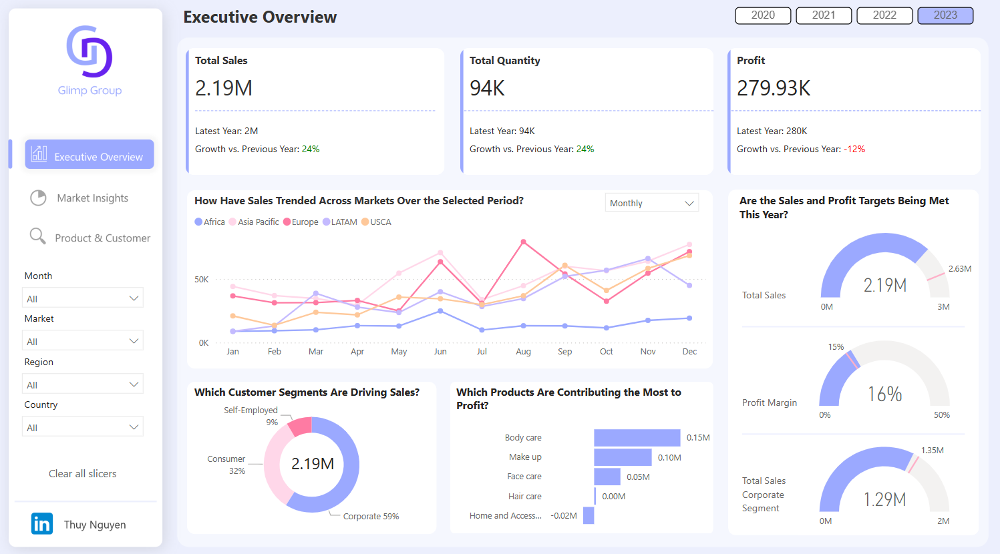 Glimp Group
Executive Overview
Market Insights
Product & Customer
Month
All
Market
All
Region
All
Country
All
Clear all slicers
in
Thuy Nguyen
Executive Overview
2020 2021 2022 2023
Total Sales
2.19M
Latest Year: 2M
Growth vs. Previous Year: 24%
Total Quantity
94K
Latest Year: 94K
Growth vs. Previous Year: 24%
Profit
279.93K
Latest Year: 280K
Growth vs. Previous Year: -12%
How Have Sales Trended Across Markets Over the Selected Period?
Monthly
Africa Asia Pacific Europe LATAM USCA
50K
0K
Jan Feb Mar Apr May Jun Jul Aug Sep Oct Nov Dec
Which Customer Segments Are Driving Sales?
Self-Employed
9%
Consumer
32%
2.19M
Corporate 59%
Which Products Are Contributing the Most to
Profit?
Body care 0.15M
Make up 0.10M
Face care 0.05M
Hair care 0.00M
Home and Access... -0.02M
Are the Sales and Profit Targets Being Met
This Year?
Total Sales
2.63M
2.19M
0M 3M
Profit Margin
15%
16%
0% 50%
Total Sales
Corporate
Segment
1.35M
1.29M
0M 2M